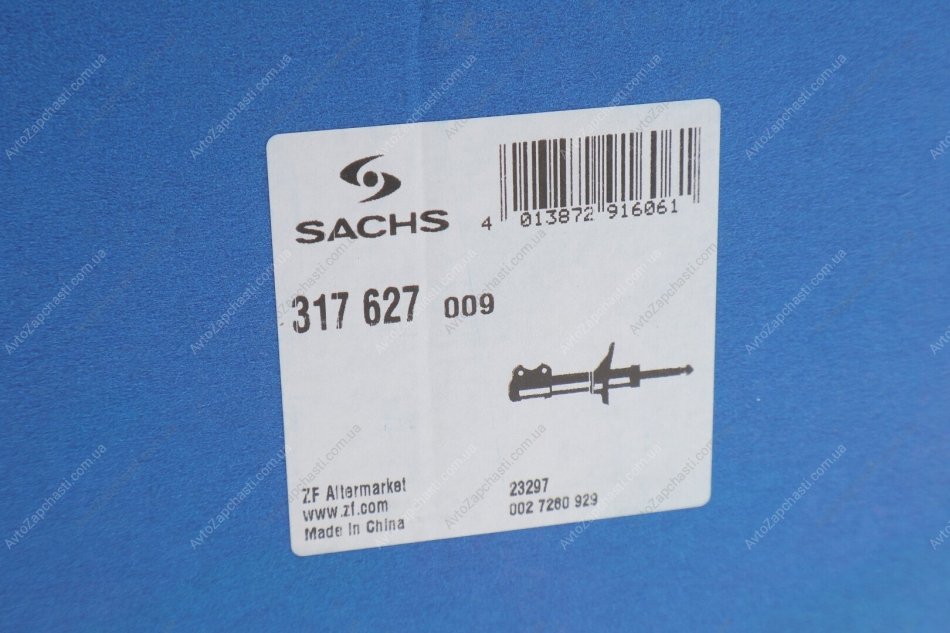 SACHS
4 013872 916061
317 627 009
ZF Aftermarket
www.zf.com
Made in China
23297
002 7260 929
AvtoZapchasti.com.ua